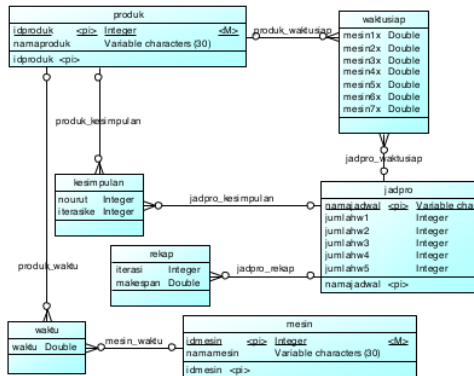 produk
idproduk <pi> Integer <M>
namaproduk Variable characters (30)
idproduk <pi>
produk_waktusiap
waktusiap
mesin1x Double
mesin2x Double
mesin3x Double
mesin4x Double
mesin5x Double
mesin6x Double
mesin7x Double
produk_kesimpulan
jadpro_waktusiap
kesimpulan
nourut Integer
iterasike Integer
jadpro_kesimpulan
jadpro
namajadwal <pi> Variable chara
jumlahw1 Integer
jumlahw2 Integer
jumlahw3 Integer
jumlahw4 Integer
jumlahw5 Integer
namajadwal <pi>
rekap
iterasi Integer
makespan Double
jadpro_rekap
produk_waktu
waktu
waktu Double
mesin_waktu
mesin
idmesin <pi> Integer <M>
namamesin Variable characters (30)
idmesin <pi>